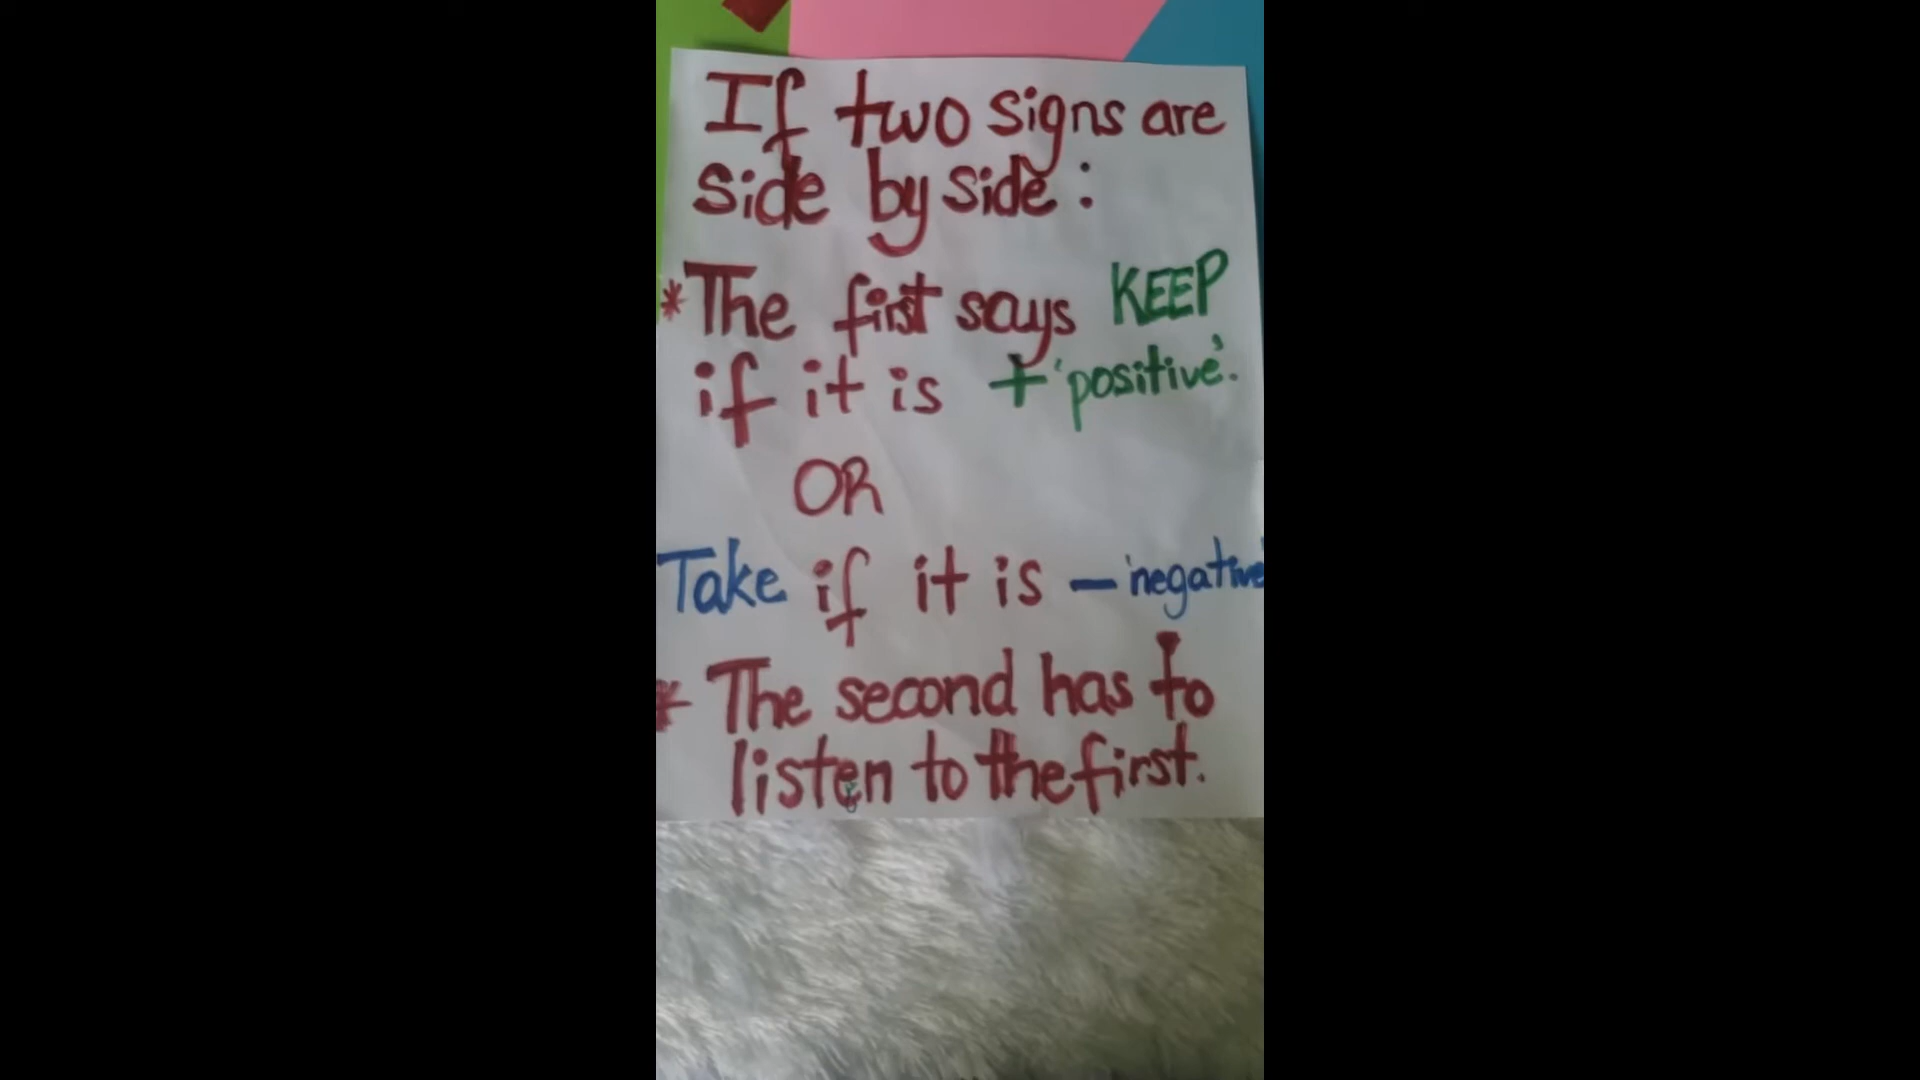 If two signs are
side by side :
* The first says KEEP
if it is + 'positive'.
OR
Take if it is — 'negative'
* The second has to
listen to the first.